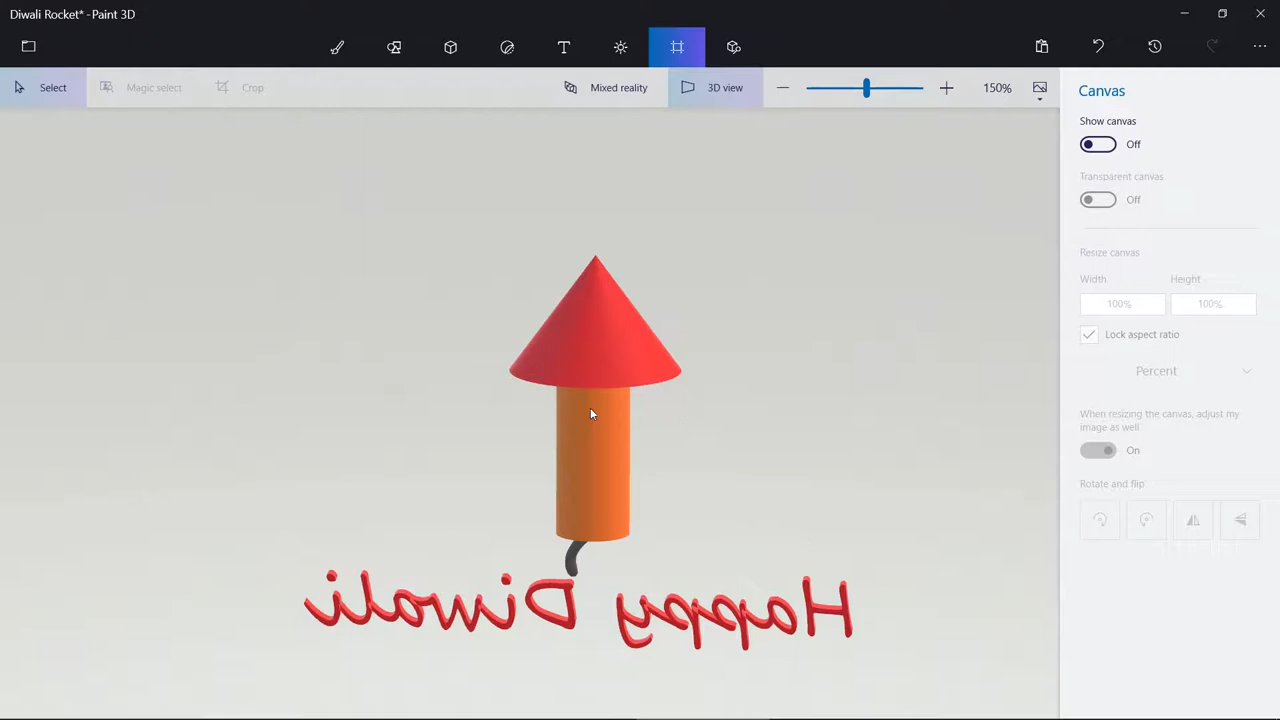 Diwali Rocket* - Paint 3D
Select
Magic select
Crop
Mixed reality
3D view
150%
Canvas
Show canvas
Off
Transparent canvas
Off
Resize canvas
Width Height
100% 100%
Lock aspect ratio
Percent
When resizing the canvas, adjust my
image as well
On
Rotate and flip
Happy Diwali